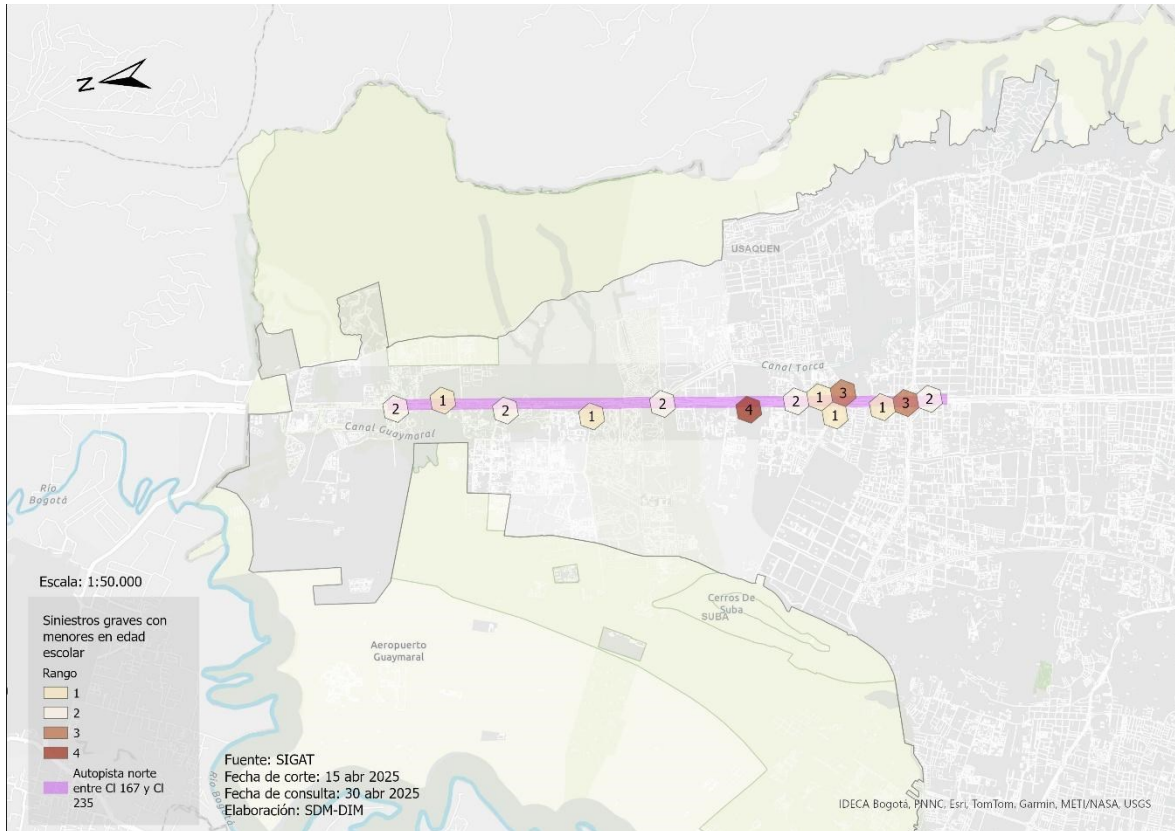 N
USAQUEN
Canal Torca
2
1
2
1
2
4
2
1
3
1
1
3
2
Canal Guaymaral
Río
Bogotá
Escala: 1:50.000
Siniestros graves con
menores en edad
escolar
Rango
1
2
3
4
Autopista norte
entre Cl 167 y Cl
235
Cerros De
Suba
SUBA
Aeropuerto
Guaymaral
Río Bogotá
Fuente: SIGAT
Fecha de corte: 15 abr 2025
Fecha de consulta: 30 abr 2025
Elaboración: SDM-DIM
IDECA Bogotá, PNNC, Esri, TomTom, Garmin, METI/NASA, USGS